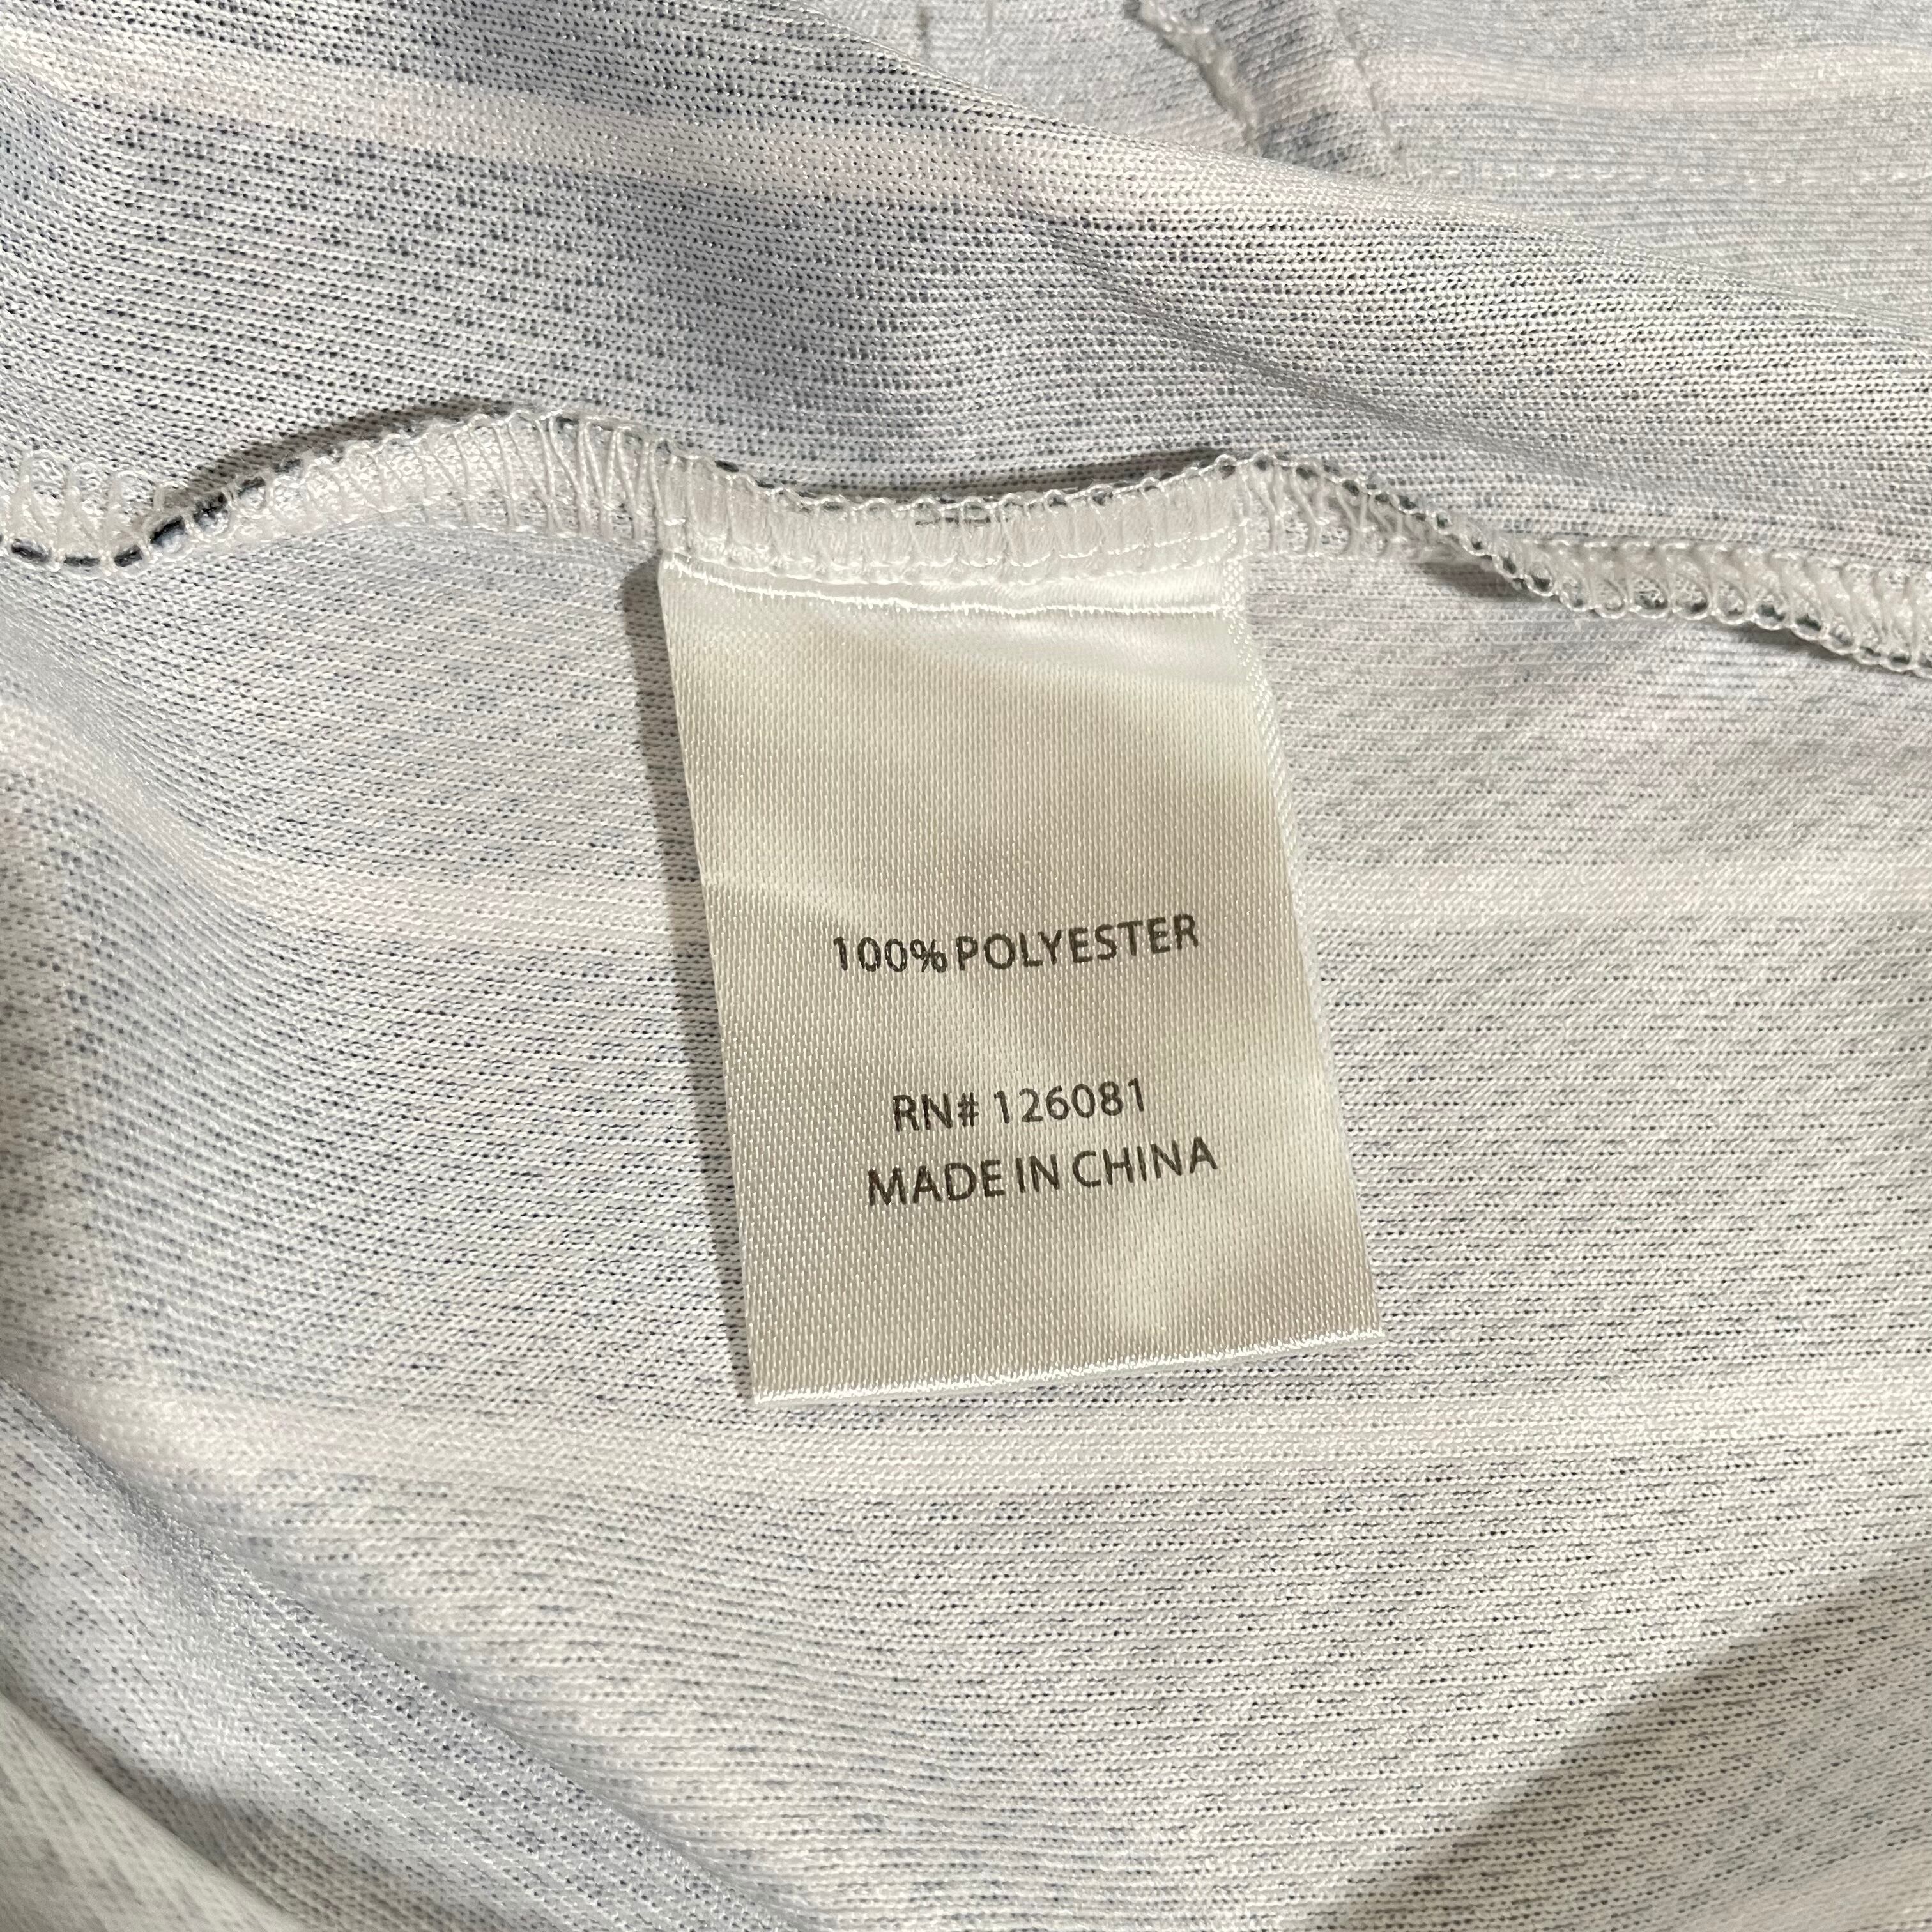 100% POLYESTER
RN# 126081
MADE IN CHINA